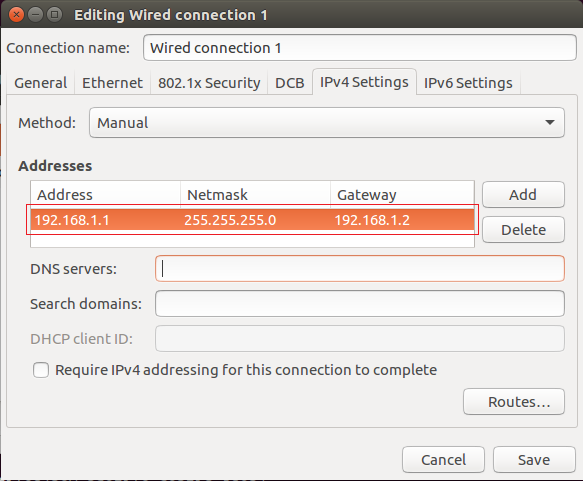 Editing Wired connection 1
Connection name: Wired connection 1
General Ethernet 802.1x Security DCB IPv4 Settings IPv6 Settings
Method: Manual
Addresses
Address Netmask Gateway Add
192.168.1.1 255.255.255.0 192.168.1.2
Delete
DNS servers:
Search domains:
DHCP client ID:
Require IPv4 addressing for this connection to complete
Routes...
Cancel Save